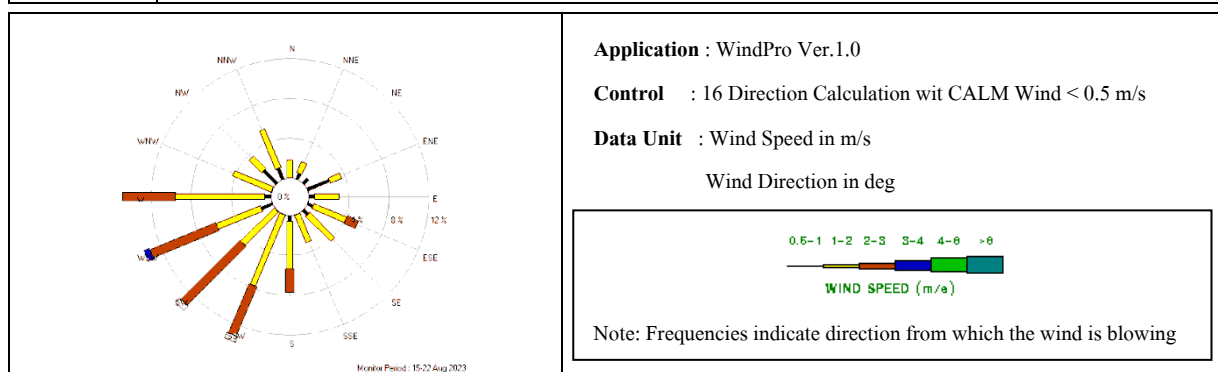 N
NNW
NNE
NW
NE
WNW
ENE
0%
E
8%
12%
ESE
SE
SSE
S
Monitor Period : 15-22 Aug 2023
Application : WindPro Ver.1.0
Control : 16 Direction Calculation wit CALM Wind < 0.5 m/s
Data Unit : Wind Speed in m/s
Wind Direction in deg
0.5-1 1-2 2-3 3-4 4-6 >6
WIND SPEED (m/s)
Note: Frequencies indicate direction from which the wind is blowing